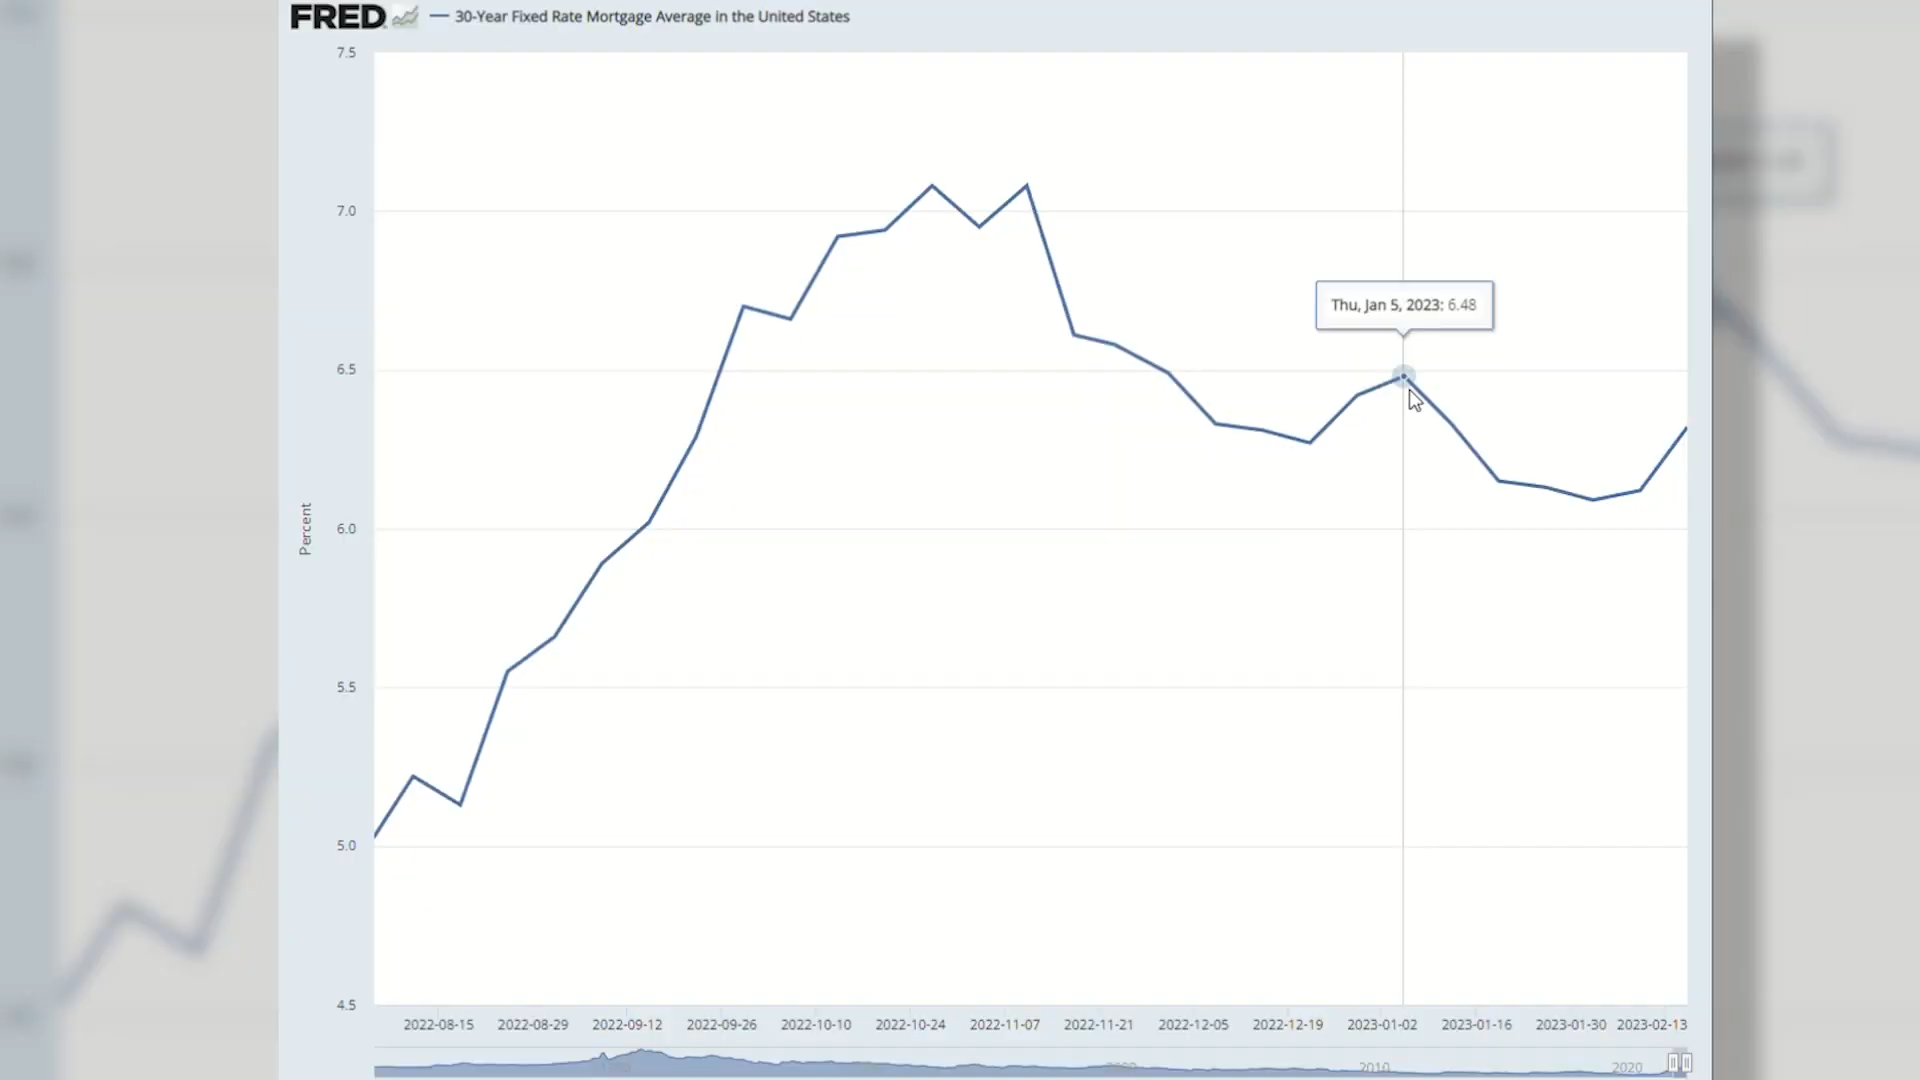 FRED
30-Year Fixed Rate Mortgage Average in the United States
7.5
7.0
6.5
6.0
5.5
5.0
4.5
Percent
Thu, Jan 5, 2023: 6.48
2022-08-15 2022-08-29 2022-09-12 2022-09-26 2022-10-10 2022-10-24 2022-11-07 2022-11-21 2022-12-05 2022-12-19 2023-01-02 2023-01-16 2023-01-30 2023-02-13
2000 2010 2020